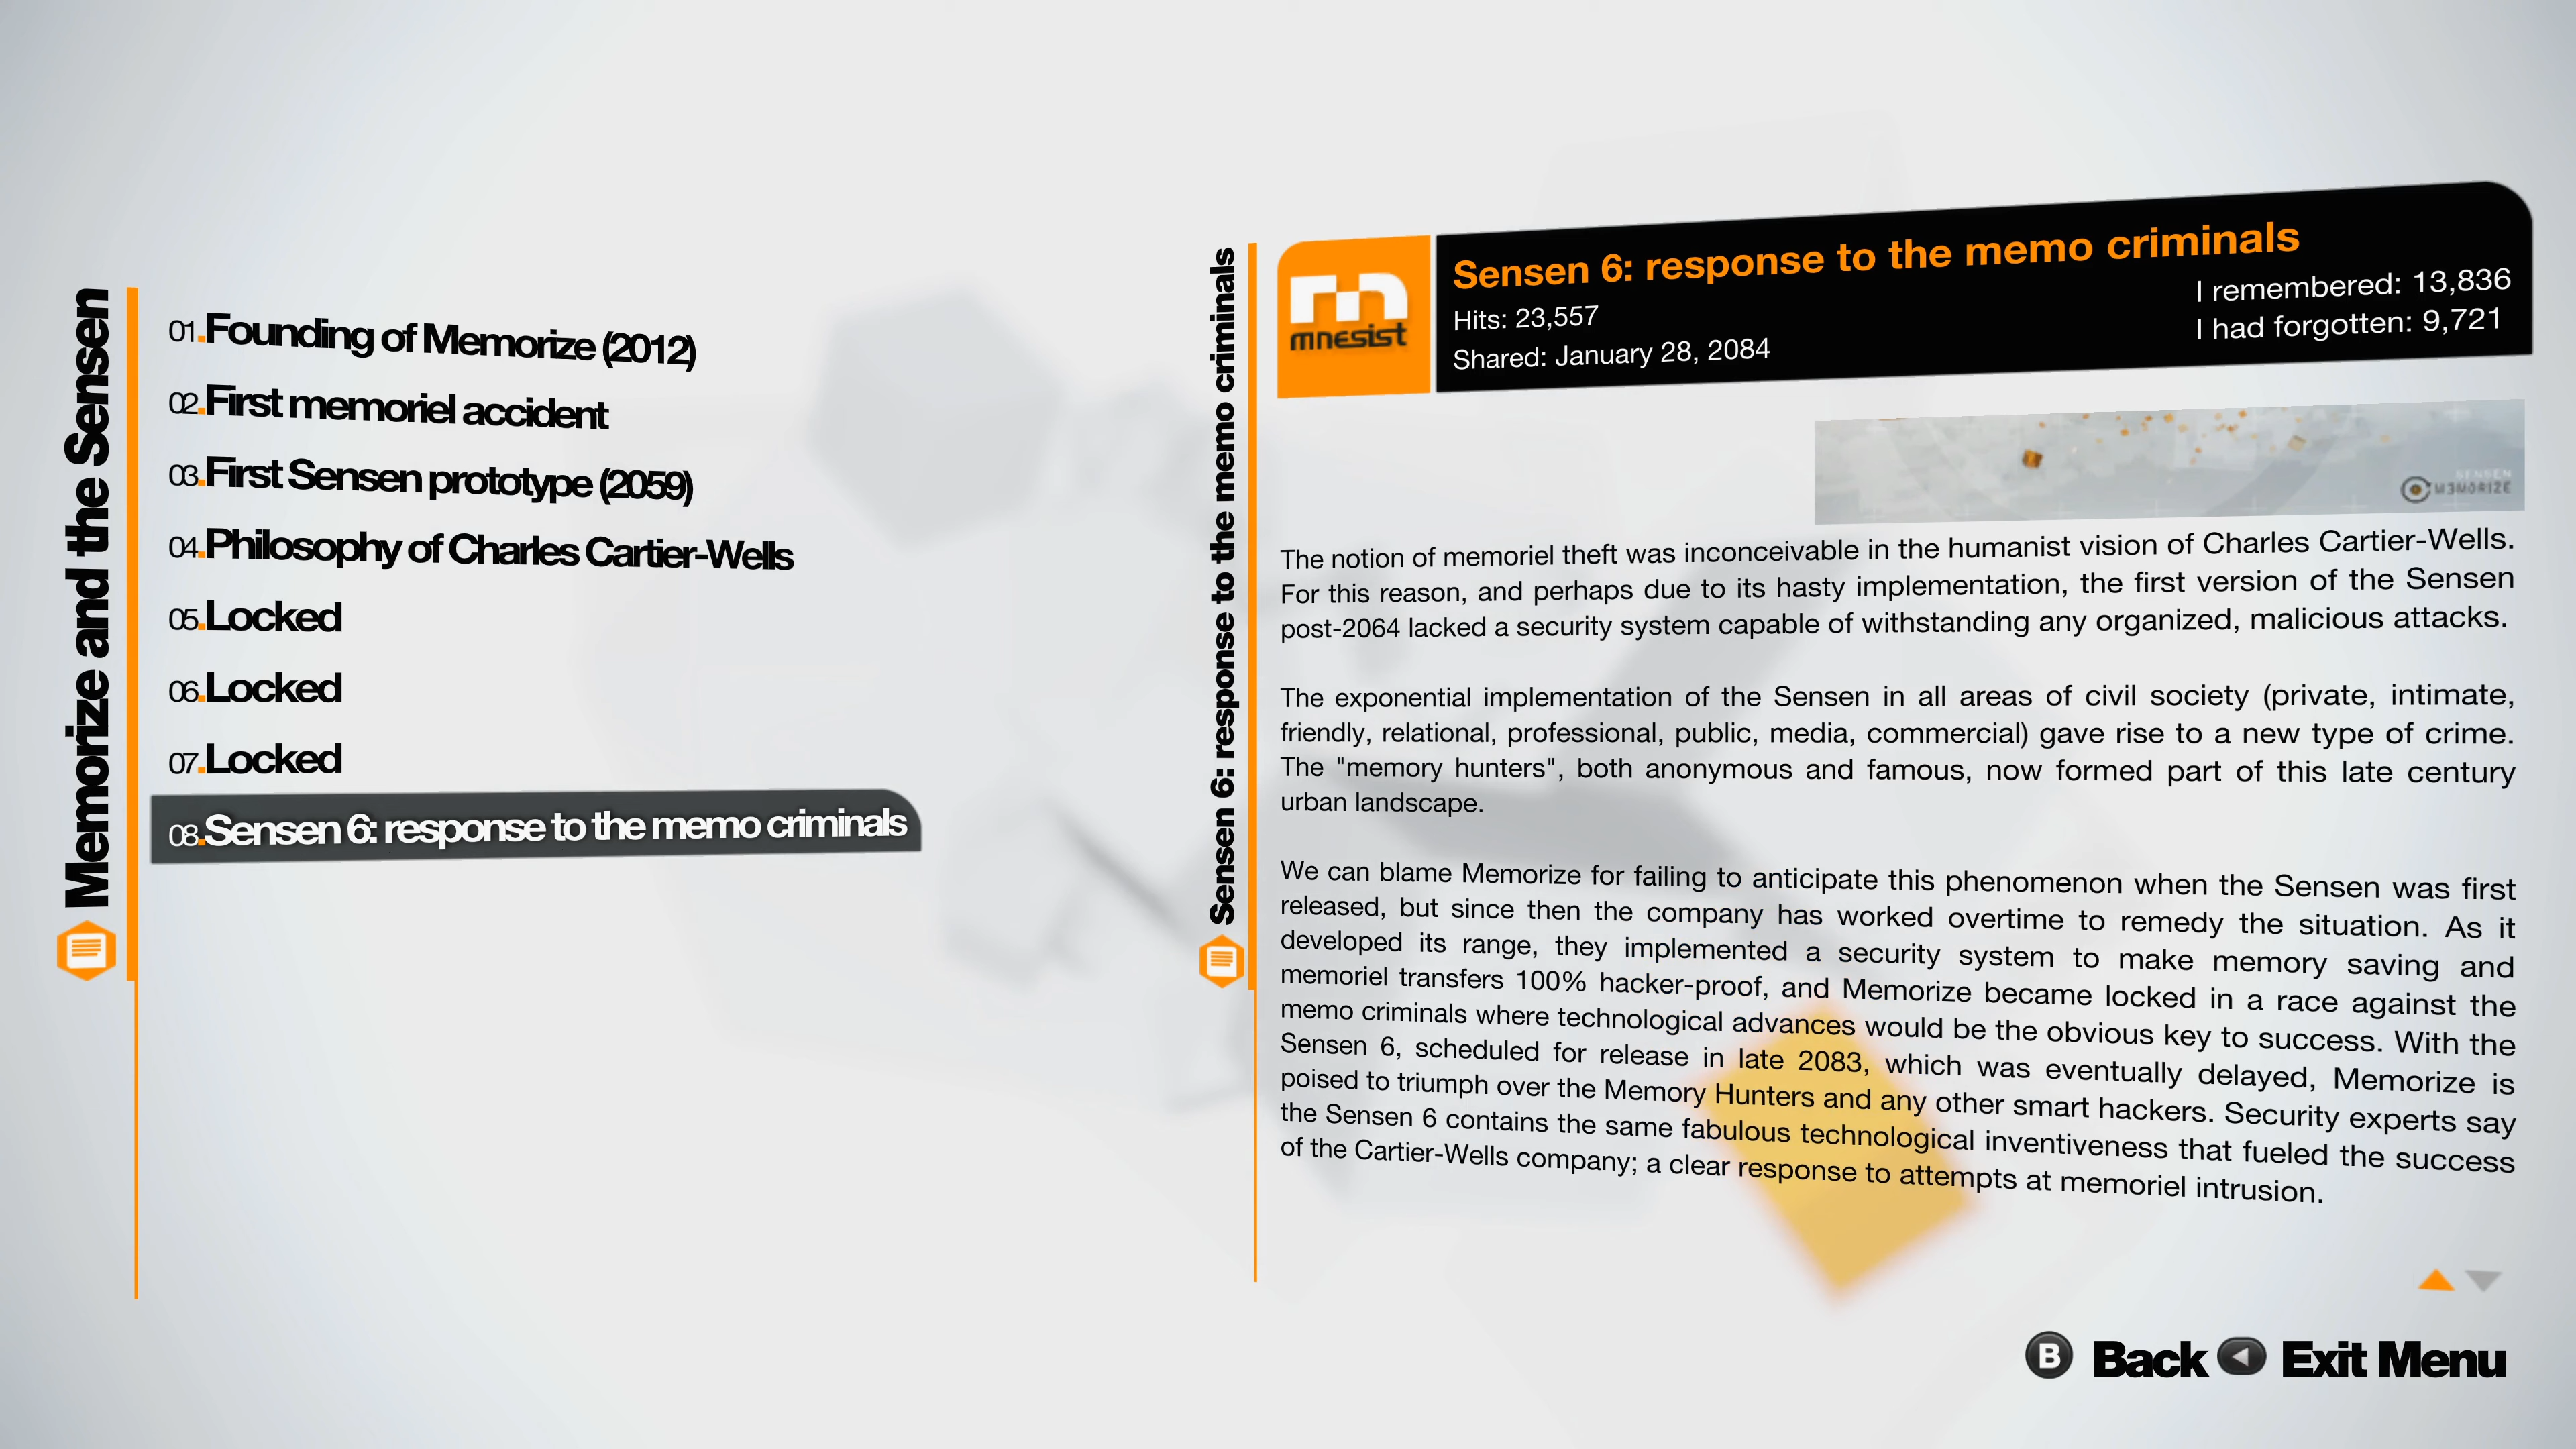 Memorize and the Sensen
01.Founding of Memorize (2012)
02.First memoriel accident
03.First Sensen prototype (2059)
04.Philosophy of Charles Cartier-Wells
05.Locked
06.Locked
07.Locked
08.Sensen 6: response to the memo criminals
Sensen 6: response to the memo criminals
mnesist
Sensen 6: response to the memo criminals
Hits: 23,557
Shared: January 28, 2084
I remembered: 13,836
I had forgotten: 9,721
SENSEN
M3MORIZE
The notion of memoriel theft was inconceivable in the humanist vision of Charles Cartier-Wells.
For this reason, and perhaps due to its hasty implementation, the first version of the Sensen
post-2064 lacked a security system capable of withstanding any organized, malicious attacks.
The exponential implementation of the Sensen in all areas of civil society (private, intimate,
friendly, relational, professional, public, media, commercial) gave rise to a new type of crime.
The "memory hunters", both anonymous and famous, now formed part of this late century
urban landscape.
We can blame Memorize for failing to anticipate this phenomenon when the Sensen was first
released, but since then the company has worked overtime to remedy the situation. As it
developed its range, they implemented a security system to make memory saving and
memoriel transfers 100% hacker-proof, and Memorize became locked in a race against the
memo criminals where technological advances would be the obvious key to success. With the
Sensen 6, scheduled for release in late 2083, which was eventually delayed, Memorize is
poised to triumph over the Memory Hunters and any other smart hackers. Security experts say
the Sensen 6 contains the same fabulous technological inventiveness that fueled the success
of the Cartier-Wells company; a clear response to attempts at memoriel intrusion.
B Back Exit Menu